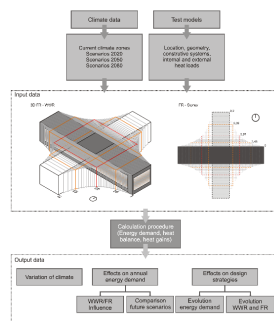 Climate data
Test models
Current climate zones
Scenarios 2020
Scenarios 2050
Scenarios 2080
Location, geometry,
constructive systems,
internal and external
heat loads
Input data
Calculation procedure
(Energy demand, heat
balance, heat gains).
Output data
Variation of climate
Effects on annual
energy demand
Effects on design
strategies
WWR/FR
Influence
Comparison
future scenarios
Evolution
energy demand
Evolution
WWR and FR